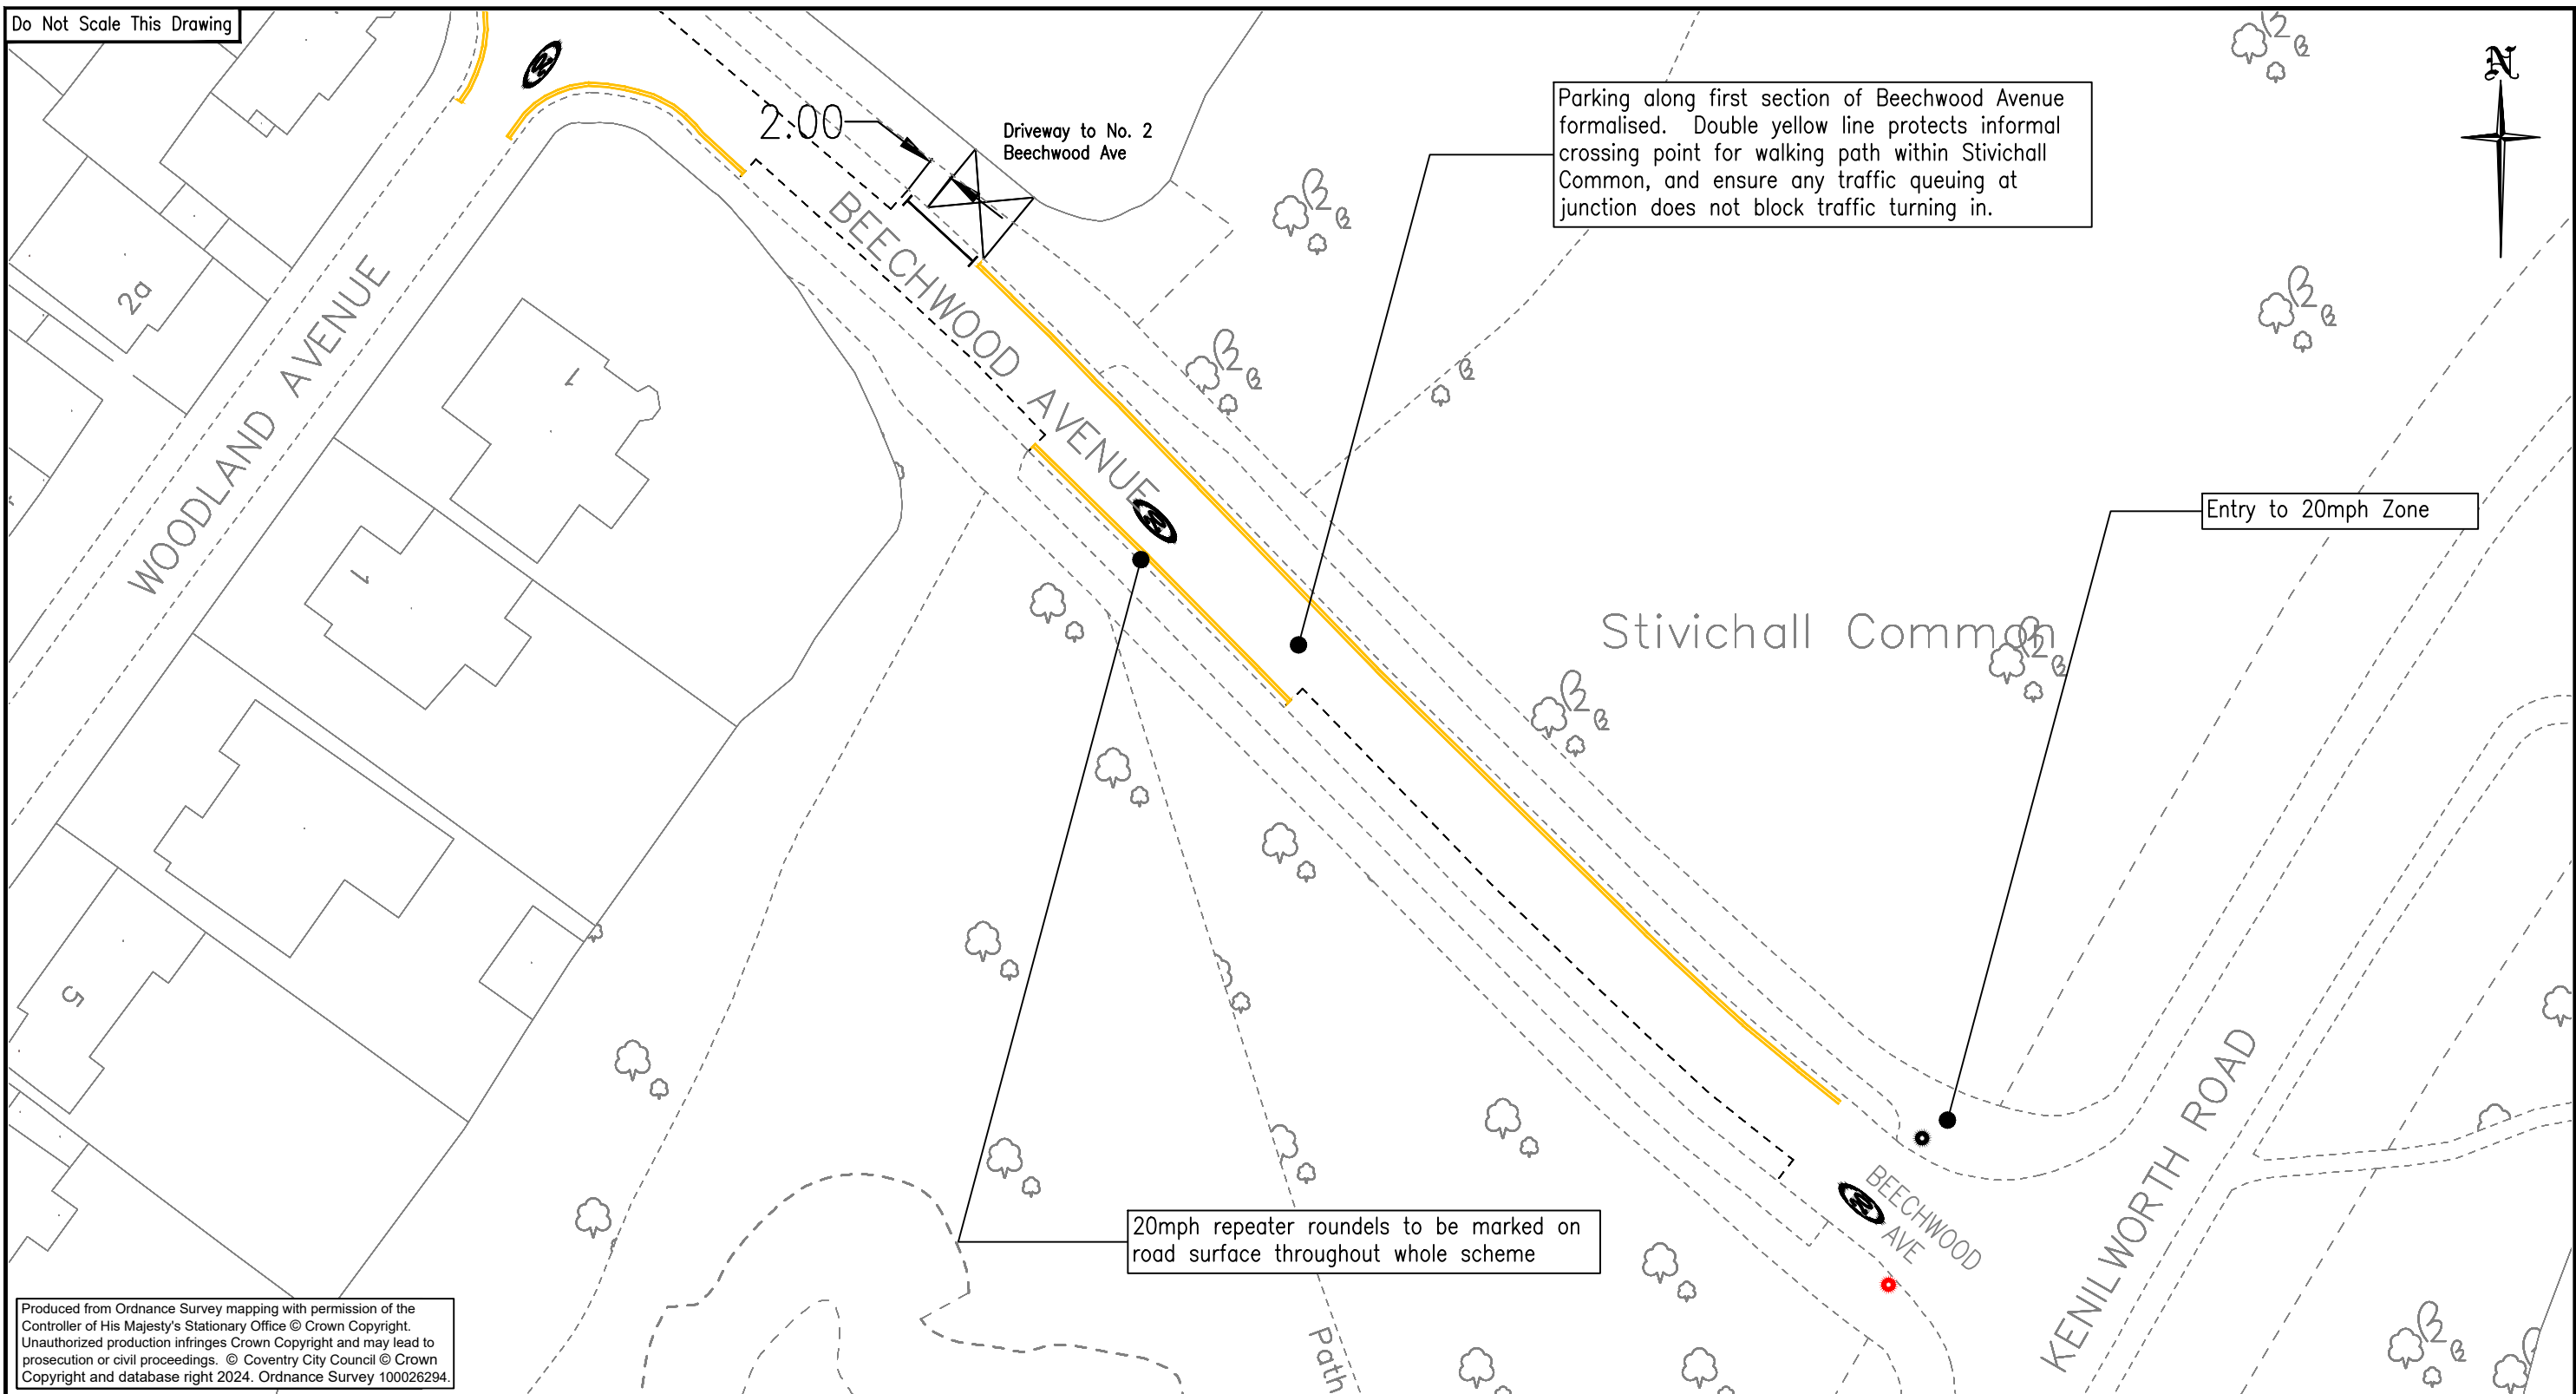 Do Not Scale This Drawing
N
2.00
Driveway to No. 2
Beechwood Ave
Parking along first section of Beechwood Avenue
formalised. Double yellow line protects informal
crossing point for walking path within Stivichall
Common, and ensure any traffic queuing at
junction does not block traffic turning in.
20
BEECHWOOD AVENUE
WOODLAND AVENUE
2a
1
1
5
20
Entry to 20mph Zone
Stivichall Common
20mph repeater roundels to be marked on
road surface throughout whole scheme
20
BEECHWOOD
AVE
KENILWORTH ROAD
Path
Produced from Ordnance Survey mapping with permission of the
Controller of His Majesty's Stationary Office © Crown Copyright.
Unauthorized production infringes Crown Copyright and may lead to
prosecution or civil proceedings. © Coventry City Council © Crown
Copyright and database right 2024. Ordnance Survey 100026294.